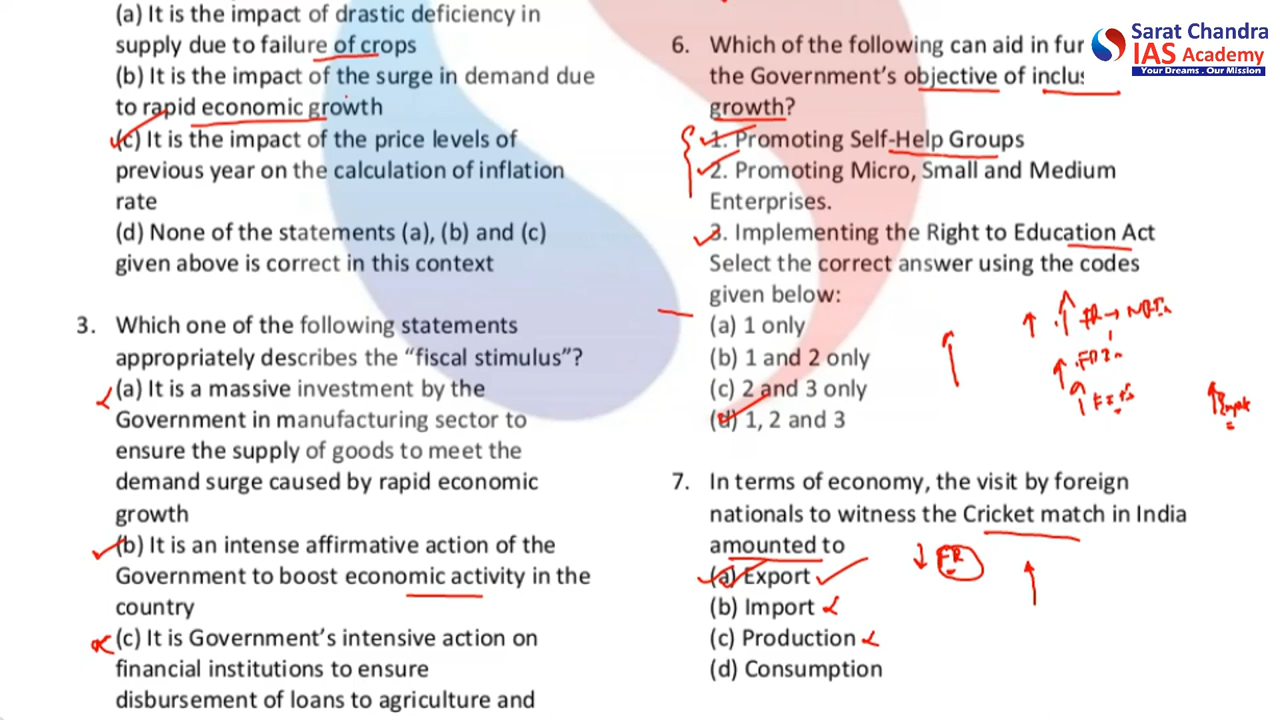 (a) It is the impact of drastic deficiency in
supply due to failure of crops
(b) It is the impact of the surge in demand due
to rapid economic growth
(c) It is the impact of the price levels of
previous year on the calculation of inflation
rate
(d) None of the statements (a), (b) and (c)
given above is correct in this context
3. Which one of the following statements
appropriately describes the “fiscal stimulus”?
(a) It is a massive investment by the
Government in manufacturing sector to
ensure the supply of goods to meet the
demand surge caused by rapid economic
growth
(b) It is an intense affirmative action of the
Government to boost economic activity in the
country
(c) It is Government’s intensive action on
financial institutions to ensure
disbursement of loans to agriculture and
6. Which of the following can aid in fur
the Government’s objective of inclus
growth?
1. Promoting Self-Help Groups
2. Promoting Micro, Small and Medium
Enterprises.
3. Implementing the Right to Education Act
Select the correct answer using the codes
given below:
(a) 1 only
(b) 1 and 2 only
(c) 2 and 3 only
(d) 1, 2 and 3
7. In terms of economy, the visit by foreign
nationals to witness the Cricket match in India
amounted to
(a) Export
(b) Import
(c) Production
(d) Consumption
FR
Sarat Chandra
IAS Academy
Your Dreams . Our Mission